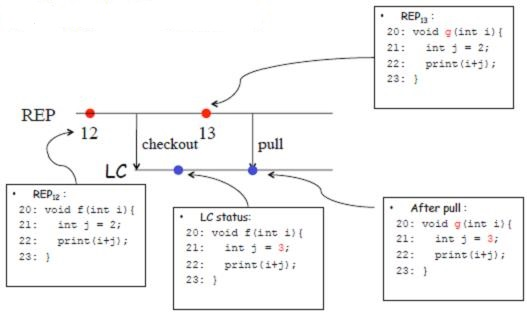 • REP13 :
20: void g(int i){
21: int j = 2;
22: print(i+j);
23: }
REP
12
13
checkout
pull
LC
• REP12 :
20: void f(int i){
21: int j = 2;
22: print(i+j);
23: }
• LC status:
20: void f(int i){
21: int j = 3;
22: print(i+j);
23: }
• After pull :
20: void g(int i){
21: int j = 3;
22: print(i+j);
23: }